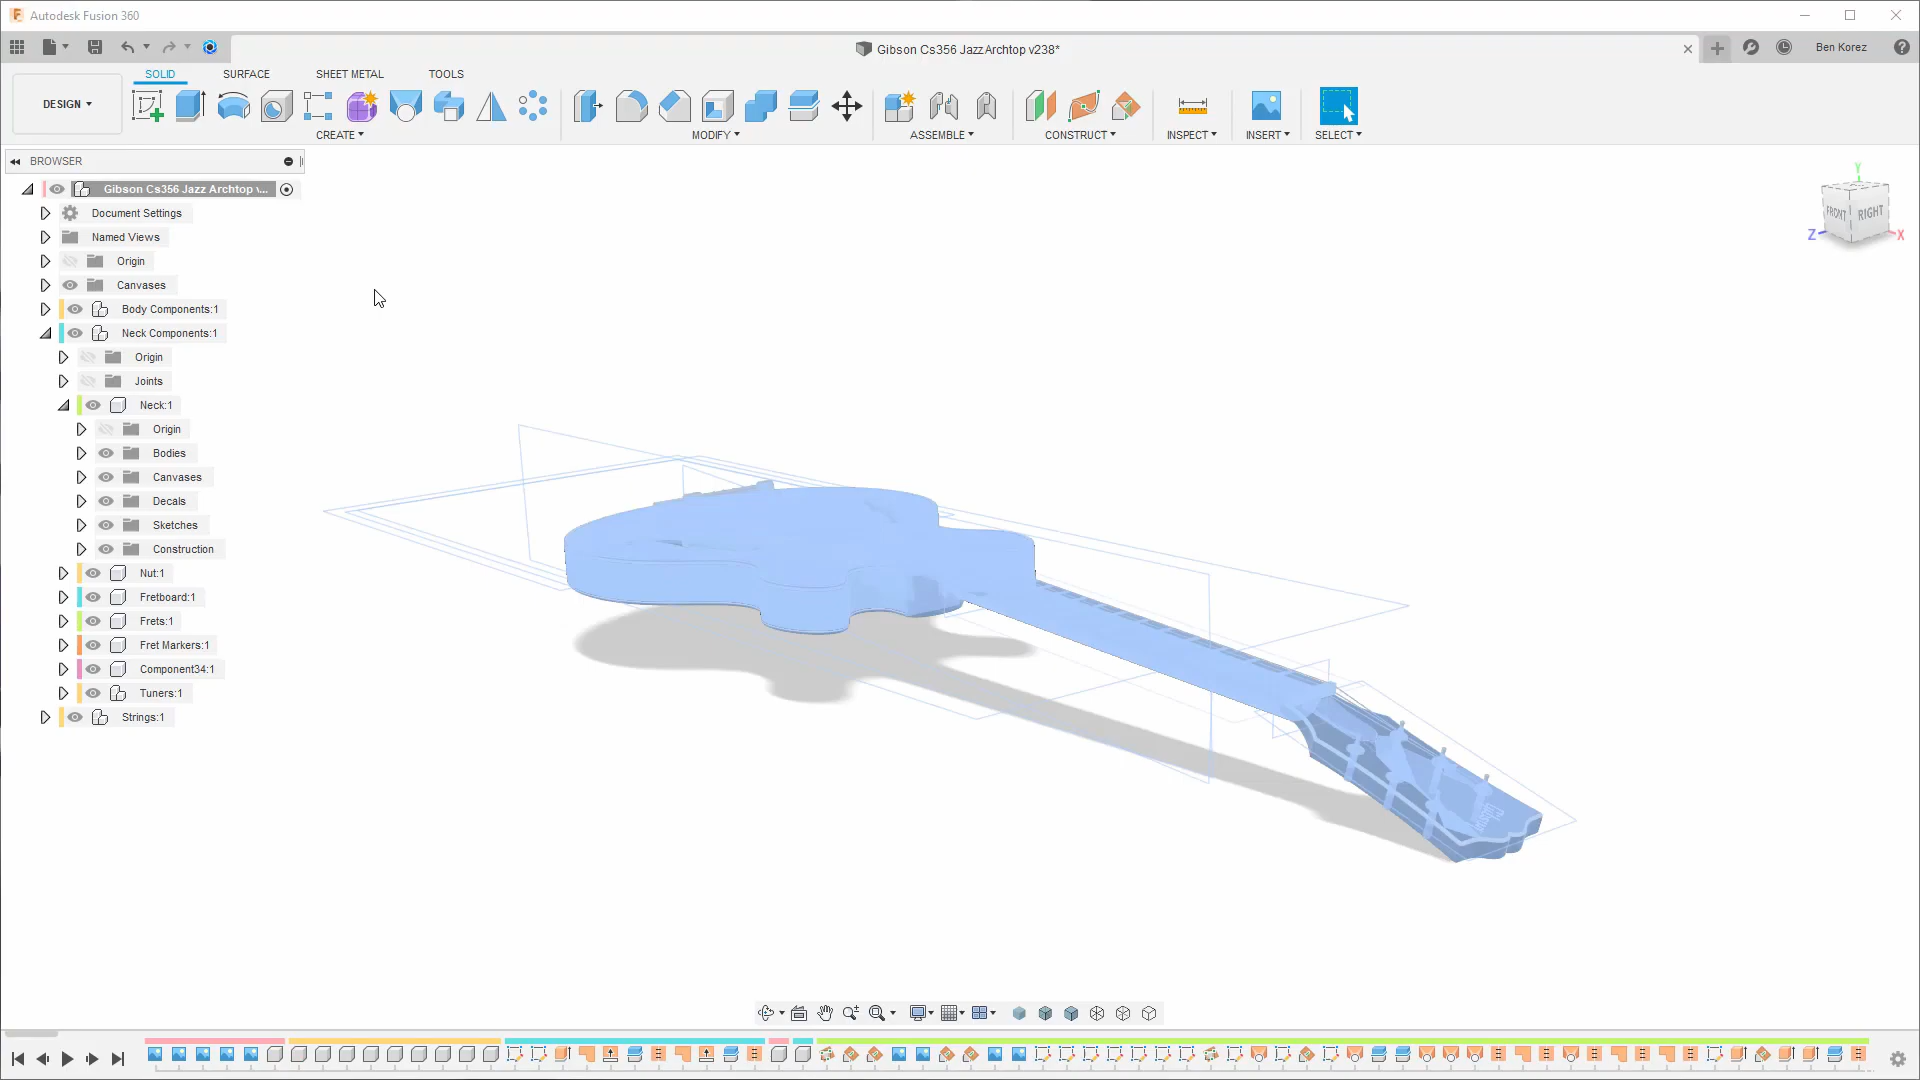 Autodesk Fusion 360
Gibson Cs356 Jazz Archtop v238*
Ben Korez
DESIGN
SOLID
SURFACE
SHEET METAL
TOOLS
CREATE
MODIFY
ASSEMBLE
CONSTRUCT
INSPECT
INSERT
SELECT
BROWSER
Gibson Cs356 Jazz Archtop v...
Document Settings
Named Views
Origin
Canvases
Body Components:1
Neck Components:1
Origin
Joints
Neck:1
Origin
Bodies
Canvases
Decals
Sketches
Construction
Nut:1
Fretboard:1
Frets:1
Fret Markers:1
Component34:1
Tuners:1
Strings:1
Y
FRONT
RIGHT
Z
X